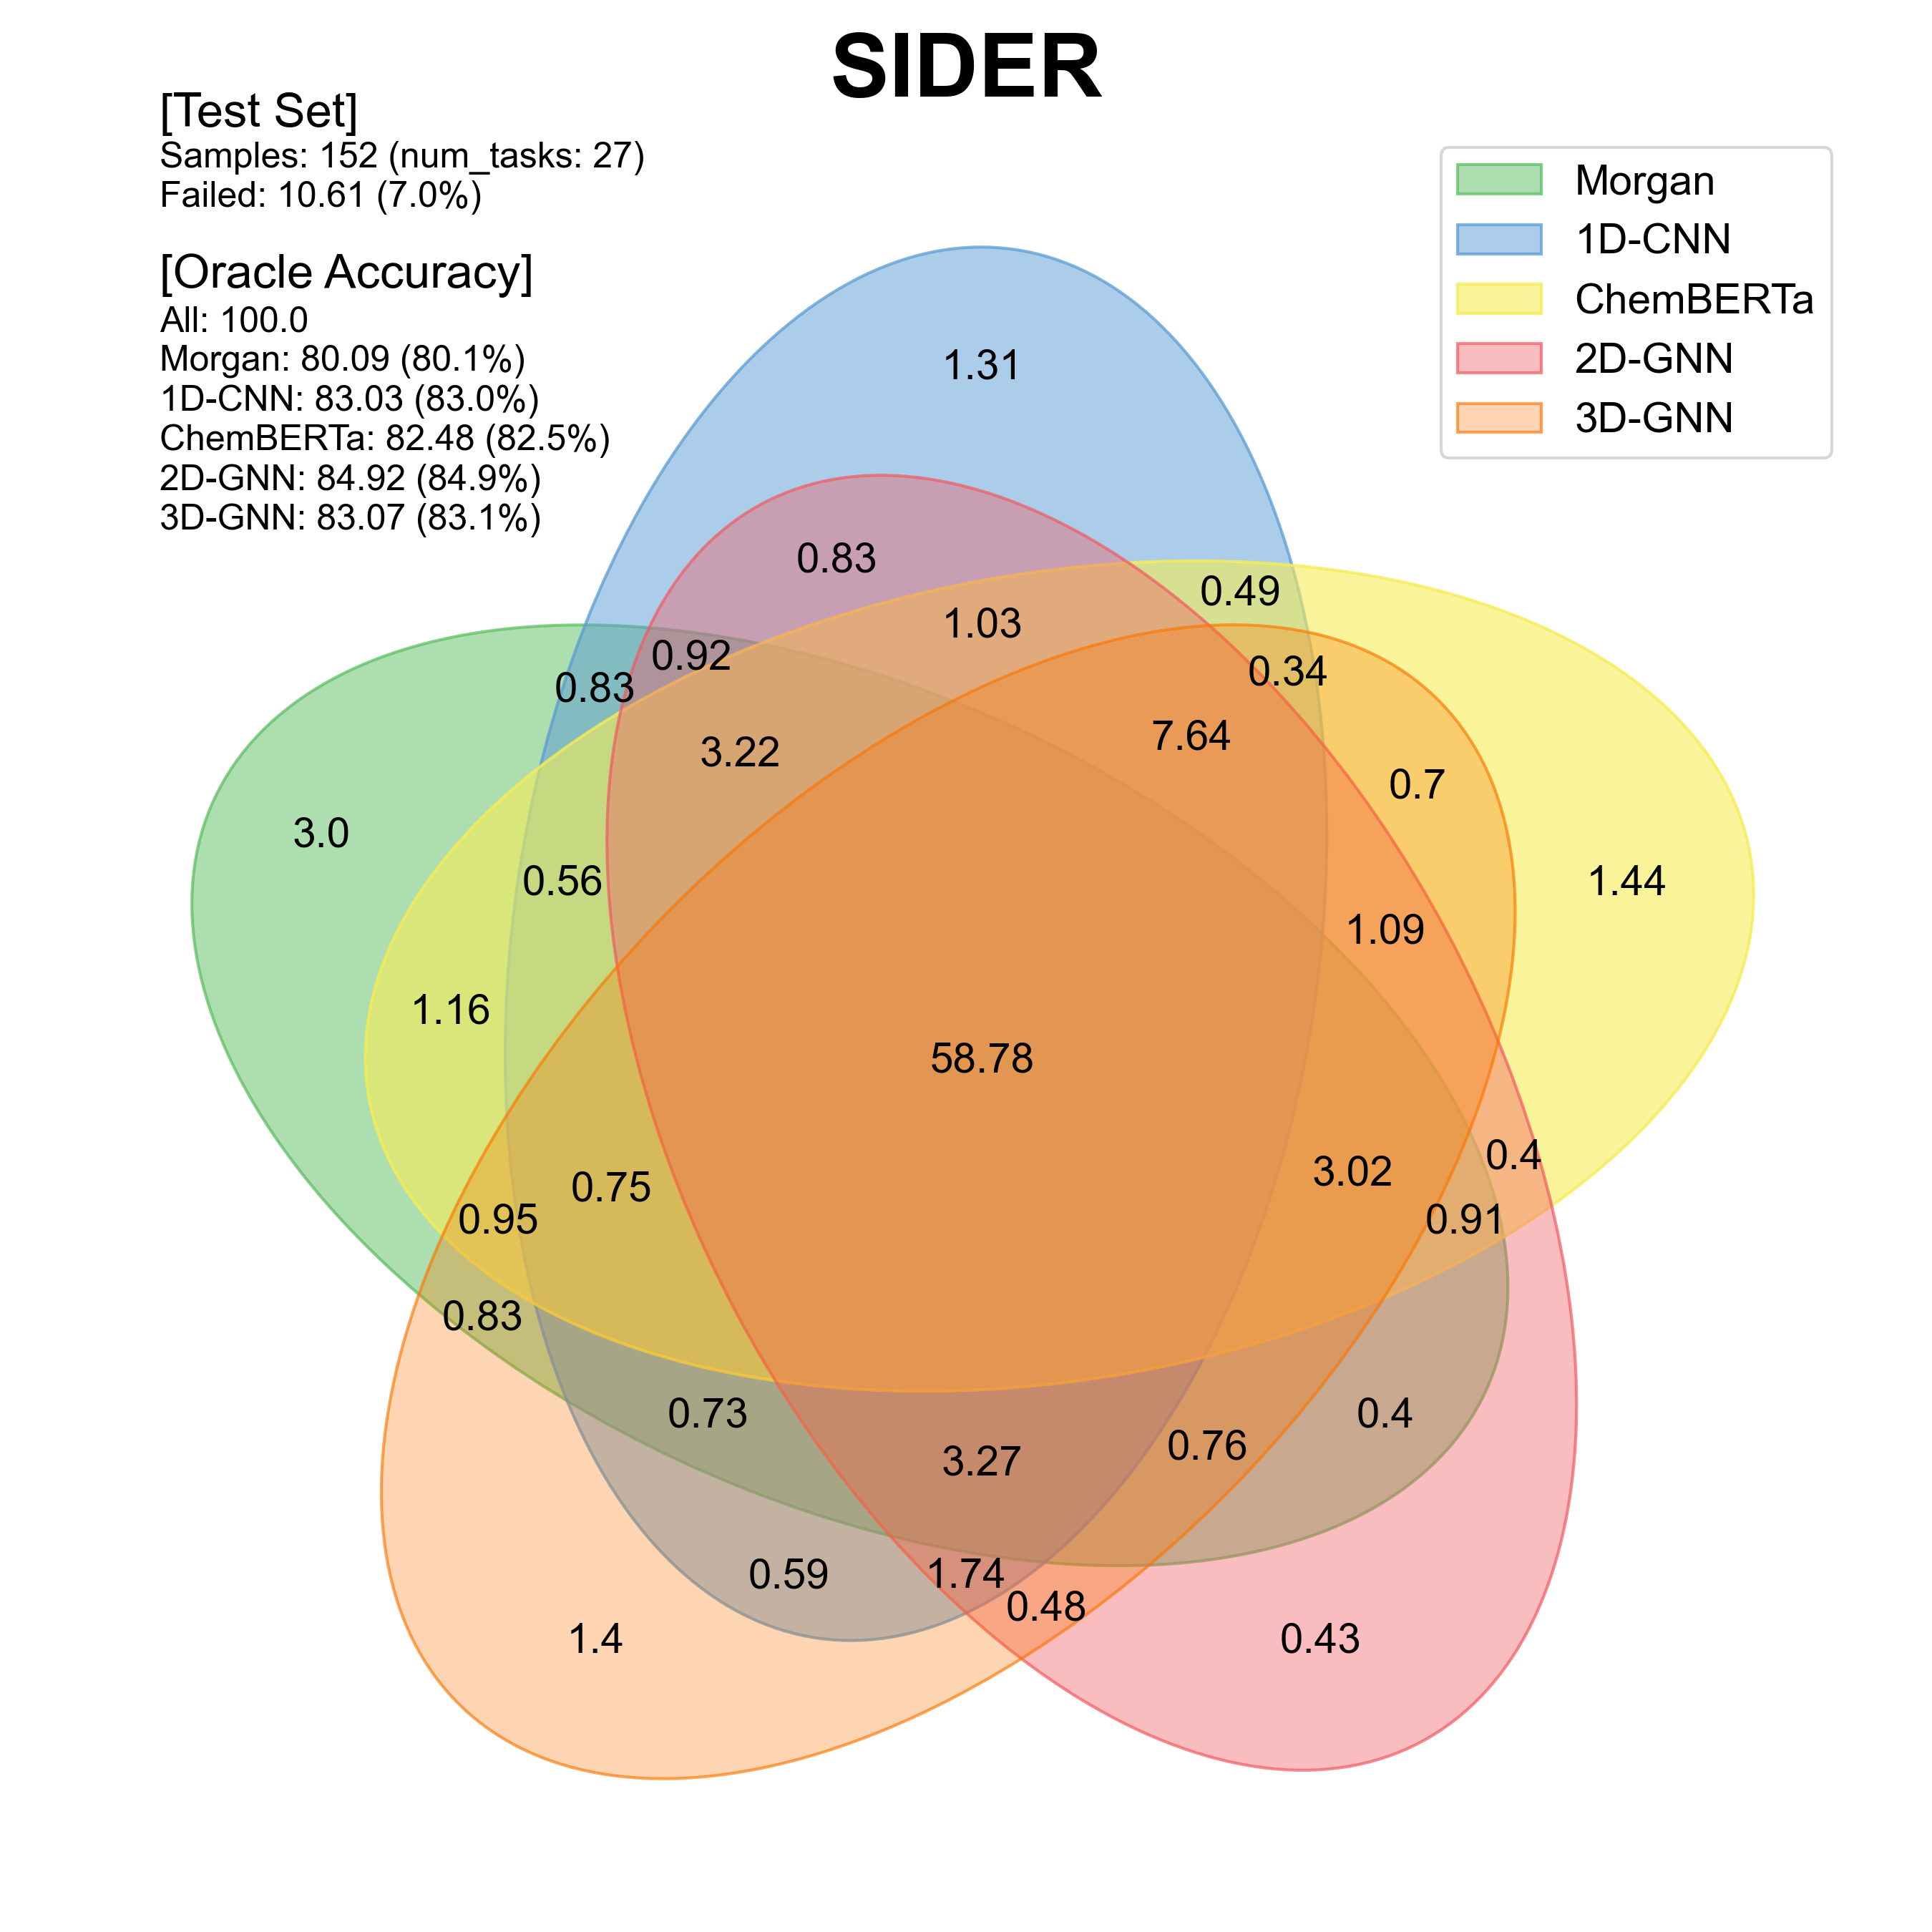 SIDER
[Test Set]
Samples: 152 (num_tasks: 27)
Failed: 10.61 (7.0%)
[Oracle Accuracy]
All: 100.0
Morgan: 80.09 (80.1%)
1D-CNN: 83.03 (83.0%)
ChemBERTa: 82.48 (82.5%)
2D-GNN: 84.92 (84.9%)
3D-GNN: 83.07 (83.1%)
Morgan
1D-CNN
ChemBERTa
2D-GNN
3D-GNN
1.31
0.83
0.49
1.03
0.92
0.34
0.83
7.64
3.22
0.7
3.0
0.56
1.44
1.09
1.16
58.78
0.4
3.02
0.75
0.95
0.91
0.83
0.73
0.4
0.76
3.27
0.59
1.74
0.48
1.4
0.43